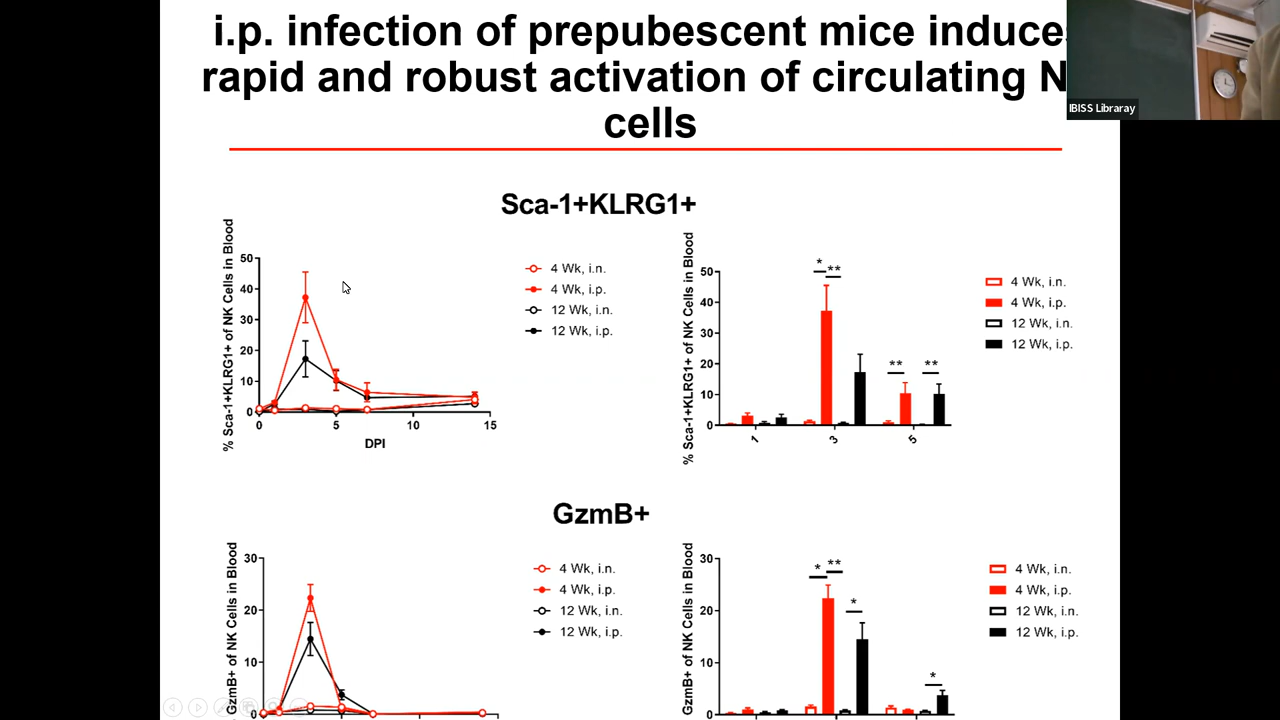 i.p. infection of prepubescent mice induces
rapid and robust activation of circulating N
cells
IBISS Libraray
Sca-1+KLRG1+
% Sca-1+KLRG1+ of NK Cells in Blood
50
40
30
20
10
0
0 5 10 15
DPI
4 Wk, i.n.
4 Wk, i.p.
12 Wk, i.n.
12 Wk, i.p.
% Sca-1+KLRG1+ of NK Cells in Blood
50
40
30
20
10
0
* **
** **
1 3 5
4 Wk, i.n.
4 Wk, i.p.
12 Wk, i.n.
12 Wk, i.p.
GzmB+
GzmB+ of NK Cells in Blood
30
20
10
0
4 Wk, i.n.
4 Wk, i.p.
12 Wk, i.n.
12 Wk, i.p.
GzmB+ of NK Cells in Blood
30
20
10
0
* **
*
*
4 Wk, i.n.
4 Wk, i.p.
12 Wk, i.n.
12 Wk, i.p.